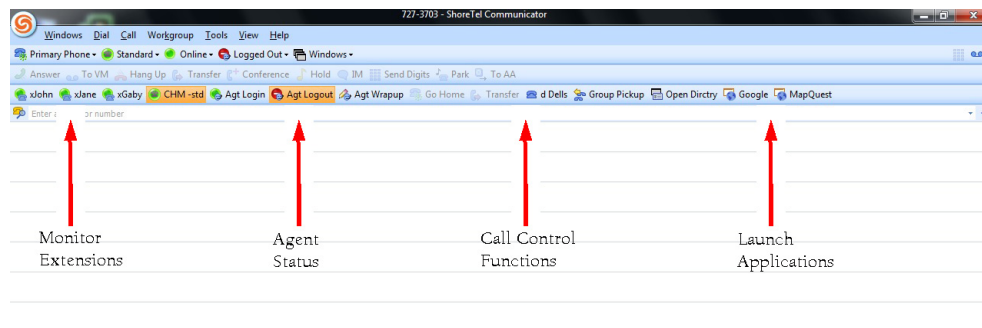 727-3703 - ShoreTel Communicator
Windows Dial Call Workgroup Tools View Help
Primary Phone Standard Online Logged Out Windows
Answer To VM Hang Up Transfer Conference Hold IM Send Digits Park To AA
xJohn xJane xGaby CHM -std Agt Login Agt Logout Agt Wrapup Go Home Transfer d Dells Group Pickup Open Dirctry Google MapQuest
Enter or number
Monitor Extensions
Agent Status
Call Control Functions
Launch Applications